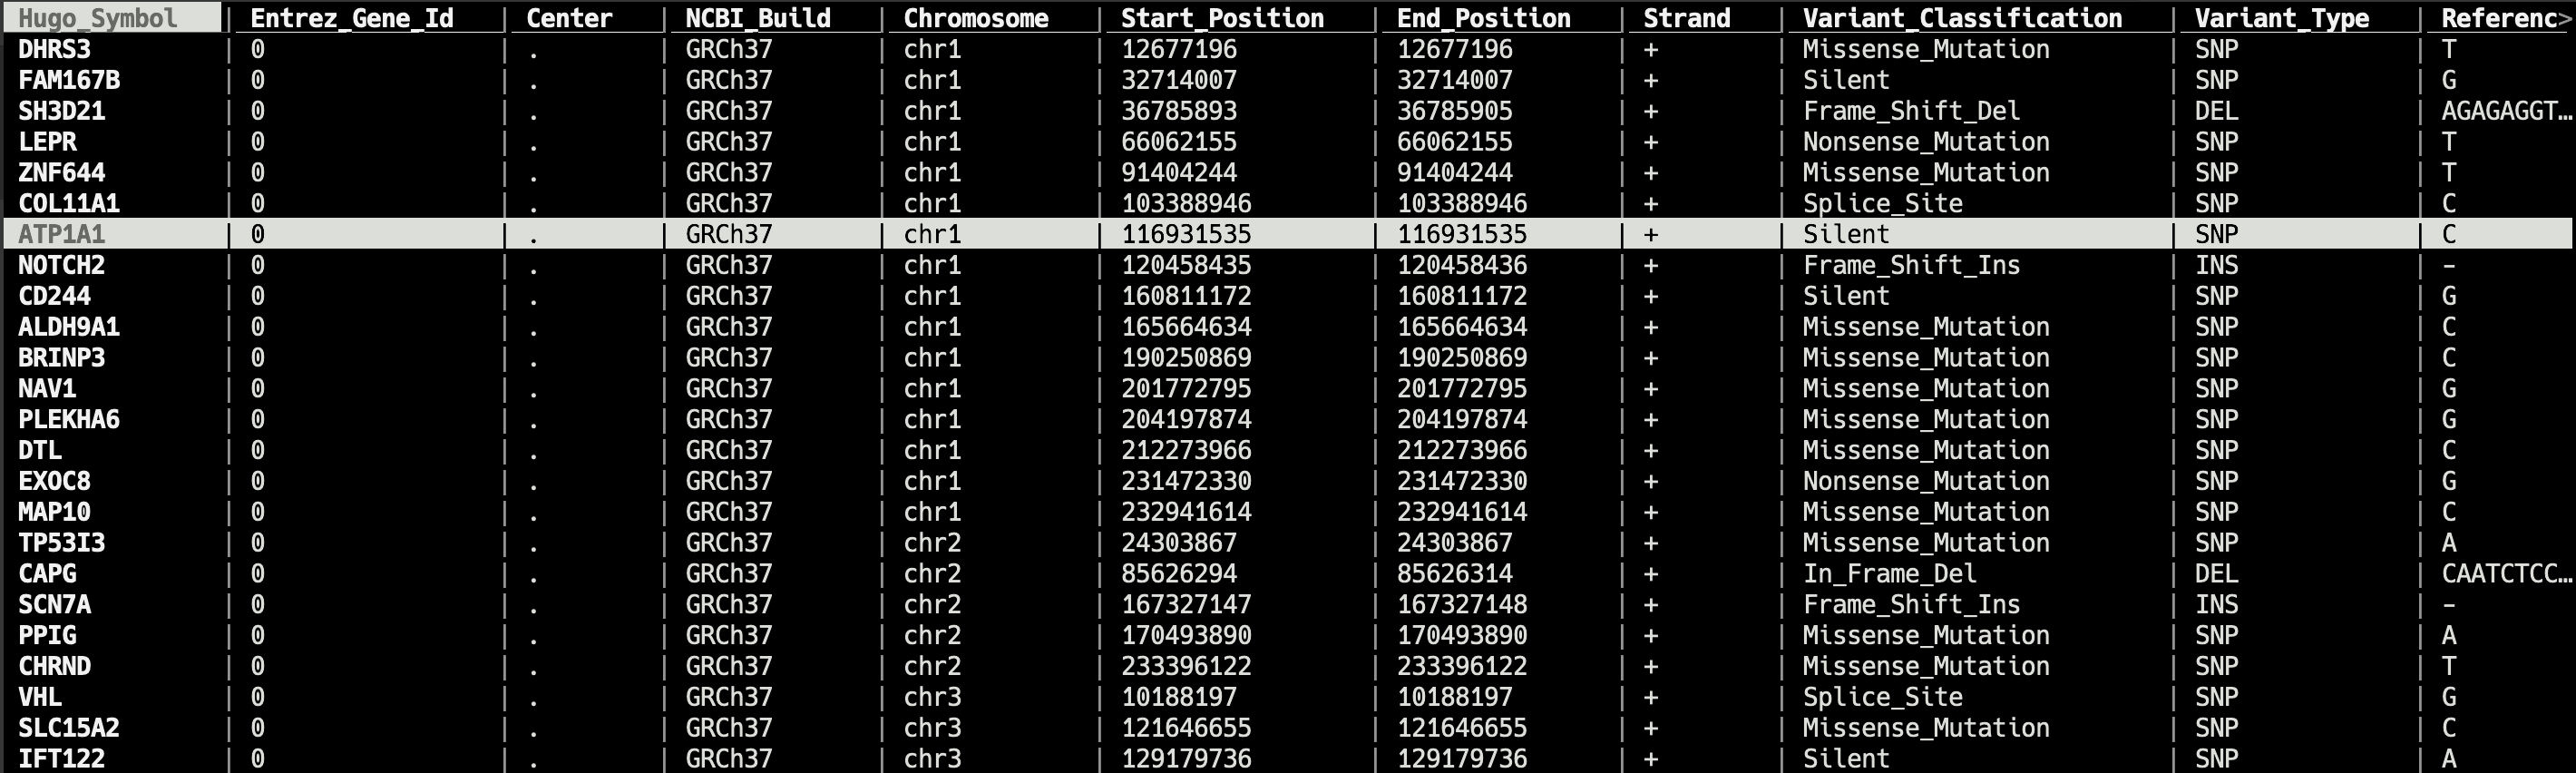 Hugo_Symbol | Entrez_Gene_Id | Center | NCBI_Build | Chromosome | Start_Position | End_Position | Strand | Variant_Classification | Variant_Type | Referenc>
DHRS3 | 0 | . | GRCh37 | chr1 | 12677196 | 12677196 | + | Missense_Mutation | SNP | T
FAM167B | 0 | . | GRCh37 | chr1 | 32714007 | 32714007 | + | Silent | SNP | G
SH3D21 | 0 | . | GRCh37 | chr1 | 36785893 | 36785905 | + | Frame_Shift_Del | DEL | AGAGAGGT…
LEPR | 0 | . | GRCh37 | chr1 | 66062155 | 66062155 | + | Nonsense_Mutation | SNP | T
ZNF644 | 0 | . | GRCh37 | chr1 | 91404244 | 91404244 | + | Missense_Mutation | SNP | T
COL11A1 | 0 | . | GRCh37 | chr1 | 103388946 | 103388946 | + | Splice_Site | SNP | C
ATP1A1 | 0 | . | GRCh37 | chr1 | 116931535 | 116931535 | + | Silent | SNP | C
NOTCH2 | 0 | . | GRCh37 | chr1 | 120458435 | 120458436 | + | Frame_Shift_Ins | INS | -
CD244 | 0 | . | GRCh37 | chr1 | 160811172 | 160811172 | + | Silent | SNP | G
ALDH9A1 | 0 | . | GRCh37 | chr1 | 165664634 | 165664634 | + | Missense_Mutation | SNP | C
BRINP3 | 0 | . | GRCh37 | chr1 | 190250869 | 190250869 | + | Missense_Mutation | SNP | C
NAV1 | 0 | . | GRCh37 | chr1 | 201772795 | 201772795 | + | Missense_Mutation | SNP | G
PLEKHA6 | 0 | . | GRCh37 | chr1 | 204197874 | 204197874 | + | Missense_Mutation | SNP | G
DTL | 0 | . | GRCh37 | chr1 | 212273966 | 212273966 | + | Missense_Mutation | SNP | C
EXOC8 | 0 | . | GRCh37 | chr1 | 231472330 | 231472330 | + | Nonsense_Mutation | SNP | G
MAP10 | 0 | . | GRCh37 | chr1 | 232941614 | 232941614 | + | Missense_Mutation | SNP | C
TP53I3 | 0 | . | GRCh37 | chr2 | 24303867 | 24303867 | + | Missense_Mutation | SNP | A
CAPG | 0 | . | GRCh37 | chr2 | 85626294 | 85626314 | + | In_Frame_Del | DEL | CAATCTCC…
SCN7A | 0 | . | GRCh37 | chr2 | 167327147 | 167327148 | + | Frame_Shift_Ins | INS | -
PPIG | 0 | . | GRCh37 | chr2 | 170493890 | 170493890 | + | Missense_Mutation | SNP | A
CHRND | 0 | . | GRCh37 | chr2 | 233396122 | 233396122 | + | Missense_Mutation | SNP | T
VHL | 0 | . | GRCh37 | chr3 | 10188197 | 10188197 | + | Splice_Site | SNP | G
SLC15A2 | 0 | . | GRCh37 | chr3 | 121646655 | 121646655 | + | Missense_Mutation | SNP | C
IFT122 | 0 | . | GRCh37 | chr3 | 129179736 | 129179736 | + | Silent | SNP | A